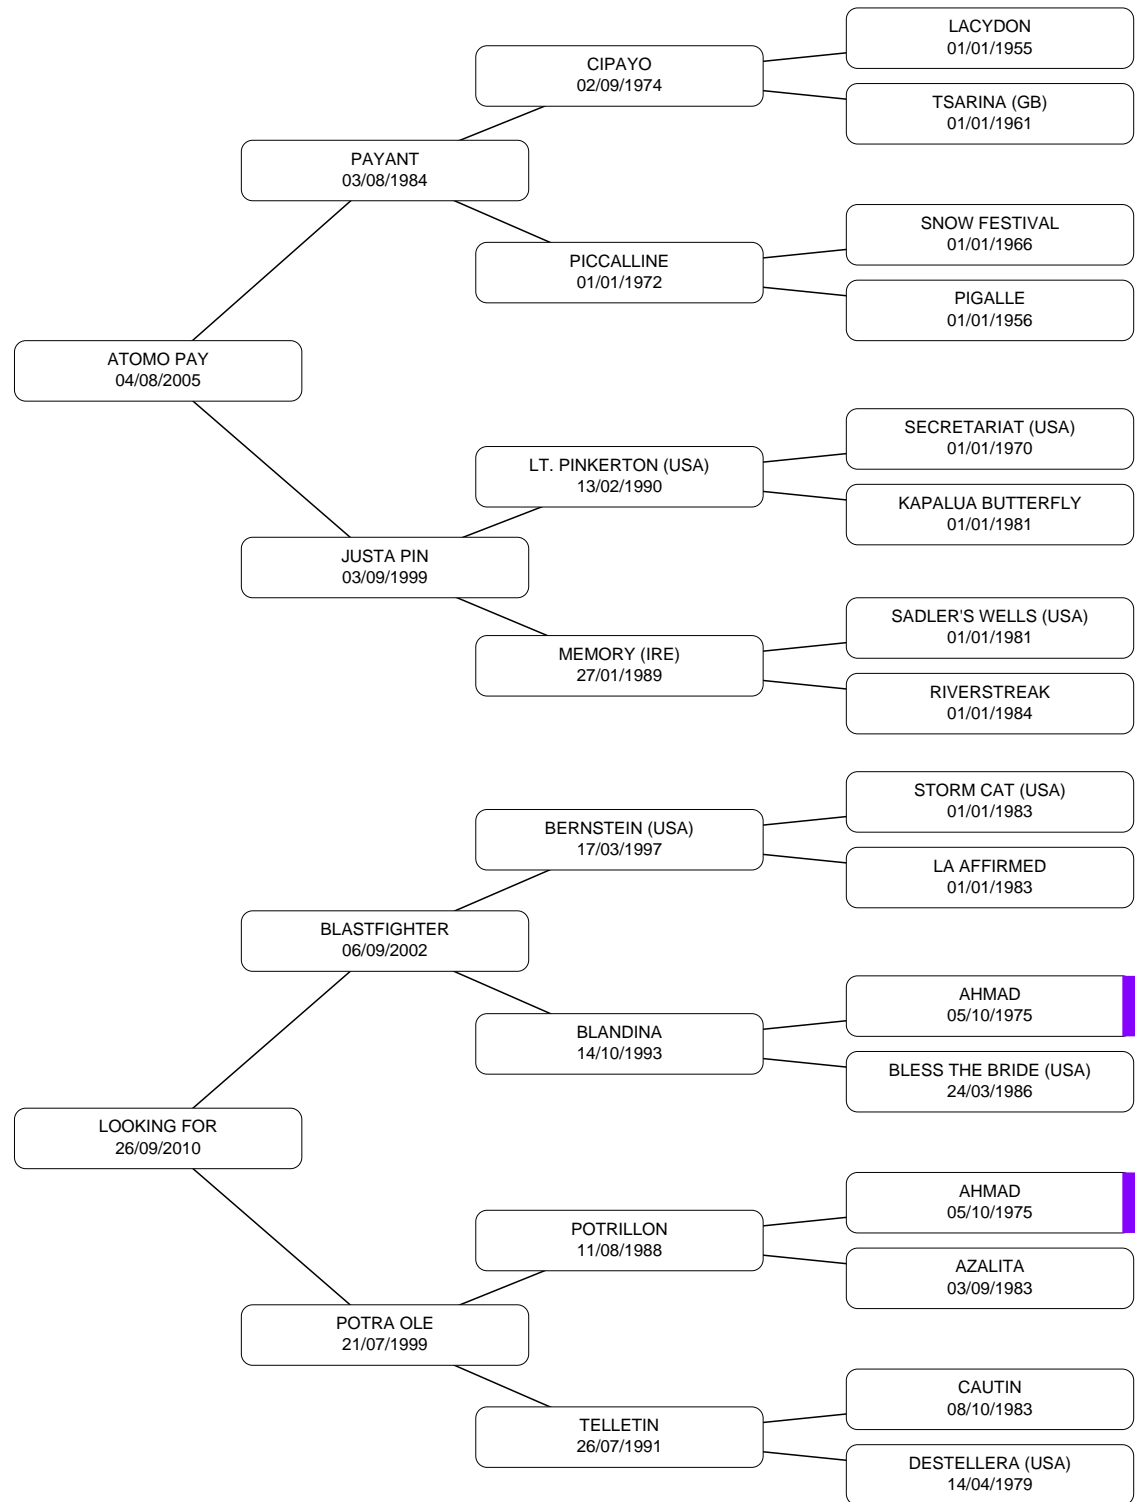 LACYDON
01/01/1955
CIPAYO
02/09/1974
TSARINA (GB)
01/01/1961
PAYANT
03/08/1984
SNOW FESTIVAL
01/01/1966
PICCALLINE
01/01/1972
PIGALLE
01/01/1956
ATOMO PAY
04/08/2005
SECRETARIAT (USA)
01/01/1970
LT. PINKERTON (USA)
13/02/1990
KAPALUA BUTTERFLY
01/01/1981
JUSTA PIN
03/09/1999
SADLER'S WELLS (USA)
01/01/1981
MEMORY (IRE)
27/01/1989
RIVERSTREAK
01/01/1984
STORM CAT (USA)
01/01/1983
BERNSTEIN (USA)
17/03/1997
LA AFFIRMED
01/01/1983
BLASTFIGHTER
06/09/2002
AHMAD
05/10/1975
BLANDINA
14/10/1993
BLESS THE BRIDE (USA)
24/03/1986
LOOKING FOR
26/09/2010
AHMAD
05/10/1975
POTRILLON
11/08/1988
AZALITA
03/09/1983
POTRA OLE
21/07/1999
CAUTIN
08/10/1983
TELLETIN
26/07/1991
DESTELLERA (USA)
14/04/1979